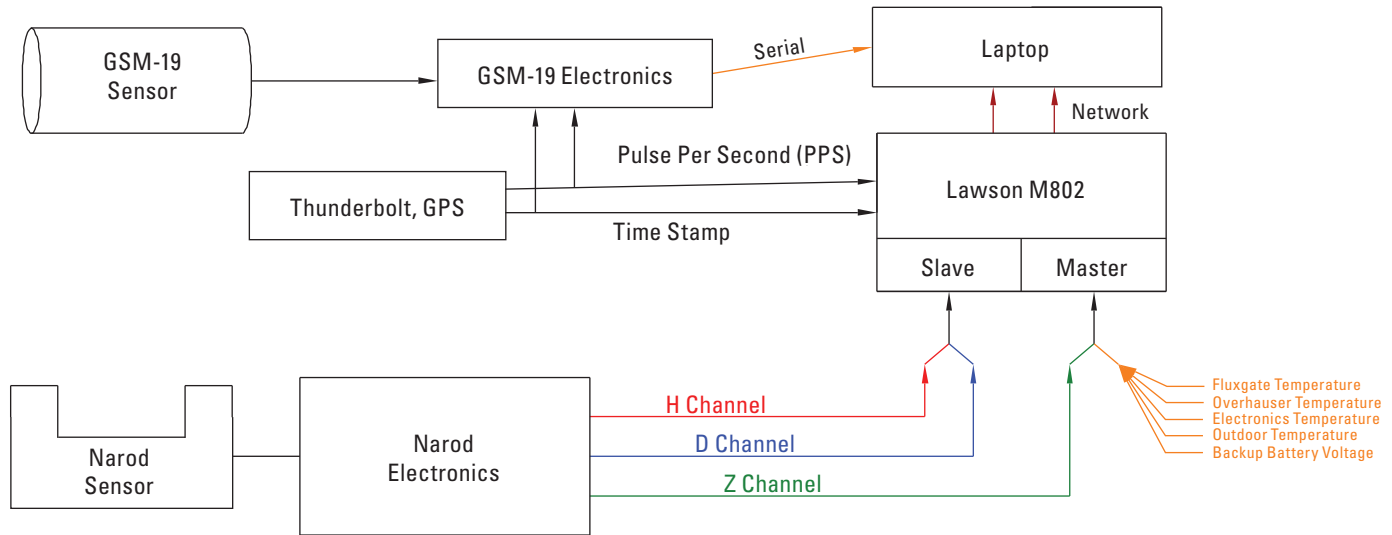 GSM-19
Sensor
GSM-19 Electronics
Serial
Laptop
Network
Pulse Per Second (PPS)
Thunderbolt, GPS
Time Stamp
Lawson M802
Slave
Master
Narod
Sensor
Narod
Electronics
H Channel
D Channel
Z Channel
Fluxgate Temperature
Overhauser Temperature
Electronics Temperature
Outdoor Temperature
Backup Battery Voltage